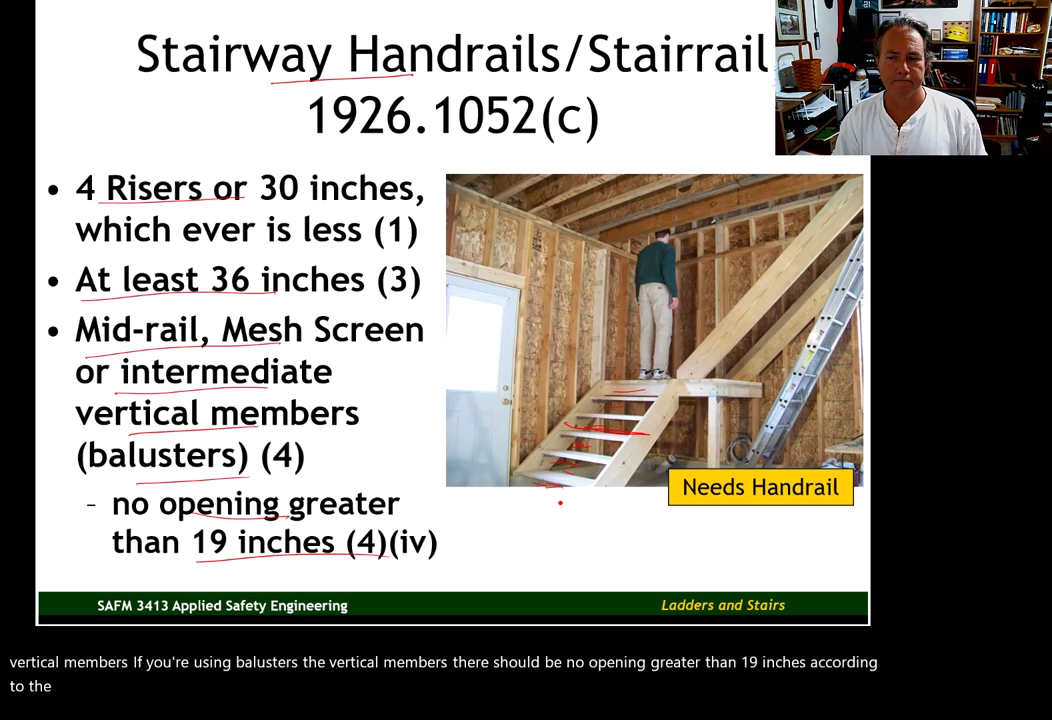 Stairway Handrails/Stairrail
1926.1052(c)
• 4 Risers or 30 inches,
which ever is less (1)
• At least 36 inches (3)
• Mid-rail, Mesh Screen
or intermediate
vertical members
(balusters) (4)
– no opening greater
than 19 inches (4)(iv)
Needs Handrail
SAFM 3413 Applied Safety Engineering
Ladders and Stairs
vertical members If you're using balusters the vertical members there should be no opening greater than 19 inches according
to the